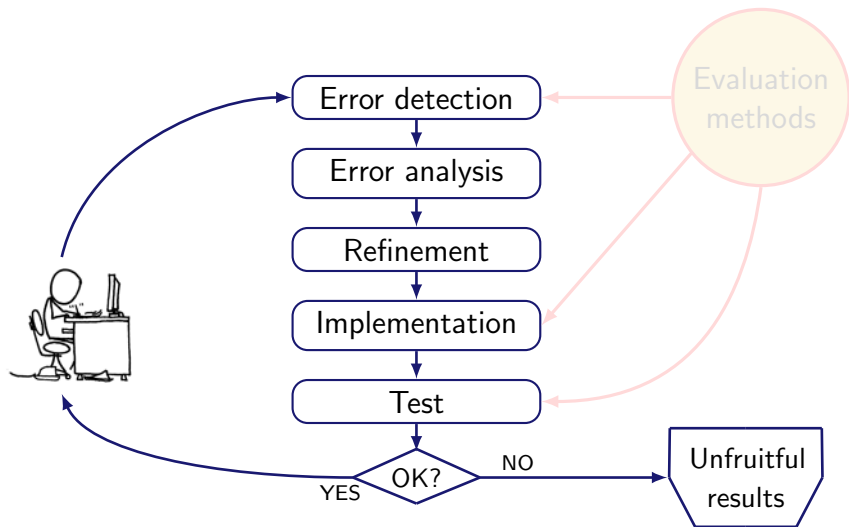 Error detection
Evaluation
methods
Error analysis
Refinement
Implementation
Test
OK?
YES
NO
Unfruitful
results